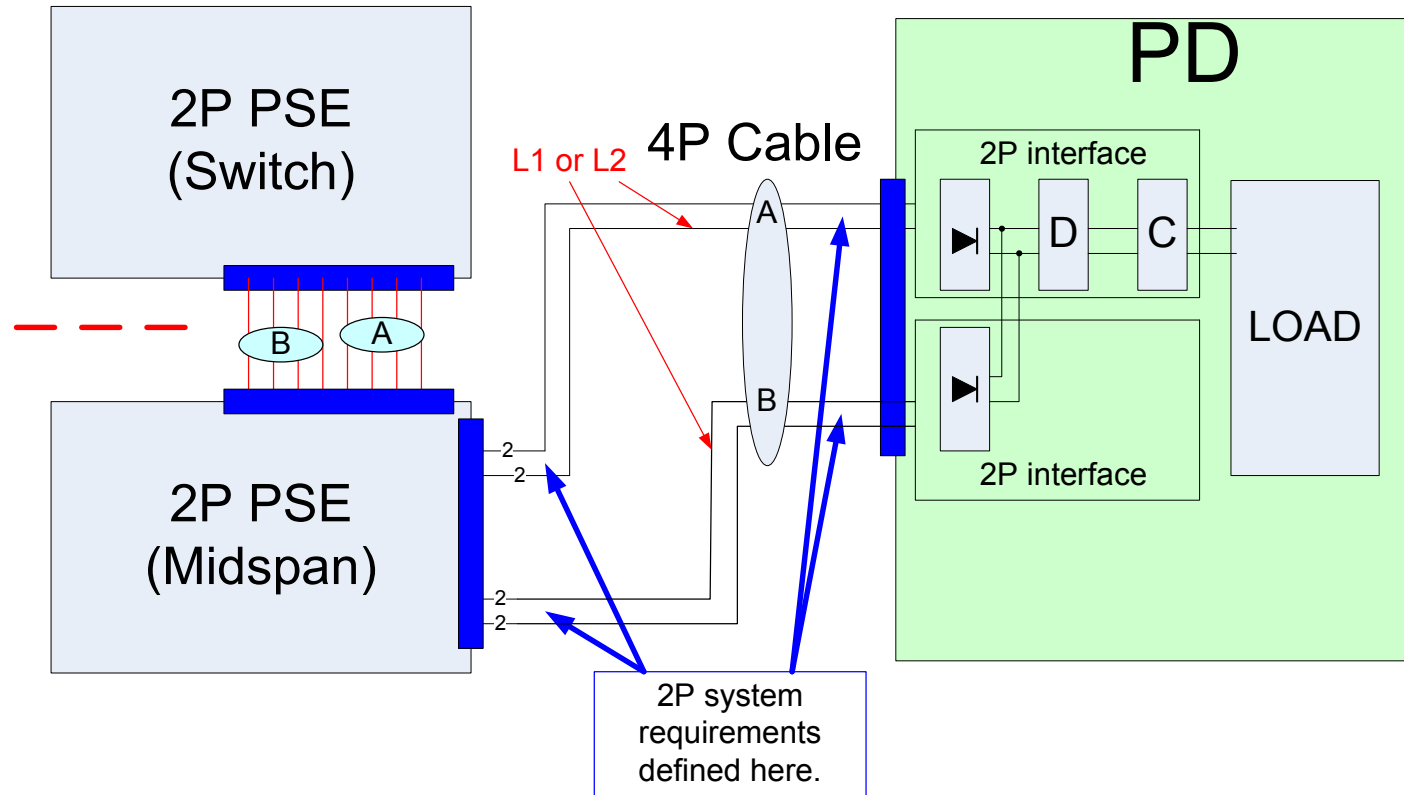 2P PSE
(Switch)
B
A
2P PSE
(Midspan)
2
2
2
2
L1 or L2
4P Cable
A
B
2P system
requirements
defined here.
PD
2P interface
D
C
LOAD
2P interface